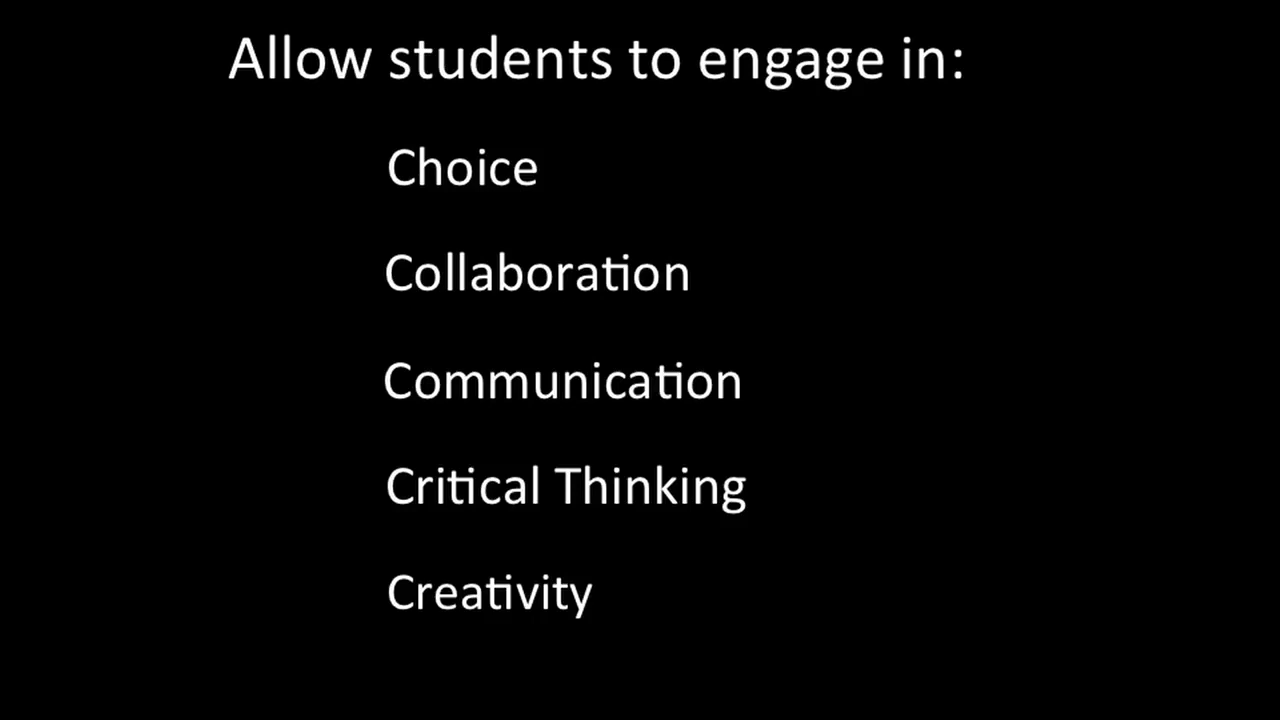 Allow students to engage in:
Choice
Collaboration
Communication
Critical Thinking
Creativity